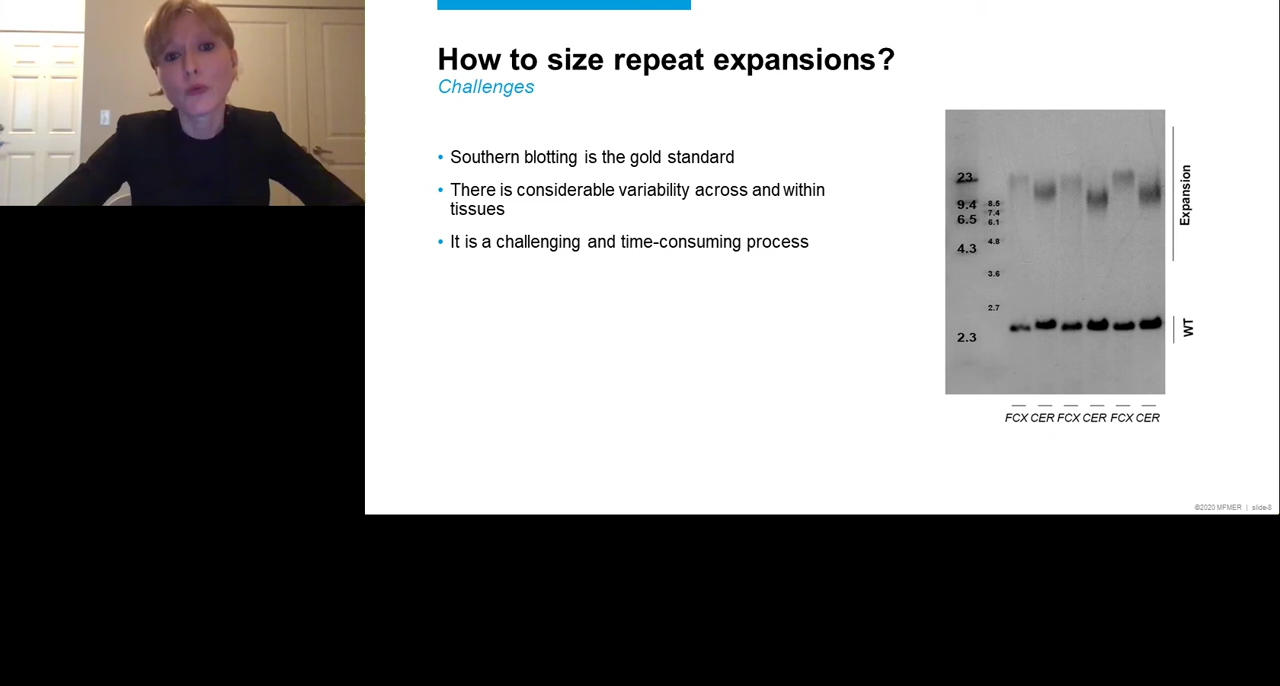 How to size repeat expansions?
Challenges
• Southern blotting is the gold standard
• There is considerable variability across and within
tissues
• It is a challenging and time-consuming process
23
9.4
6.5
4.3
2.3
8.5
7.4
6.1
4.8
3.6
2.7
Expansion
WT
FCX CER FCX CER FCX CER
©2020 MFMER | slide-8